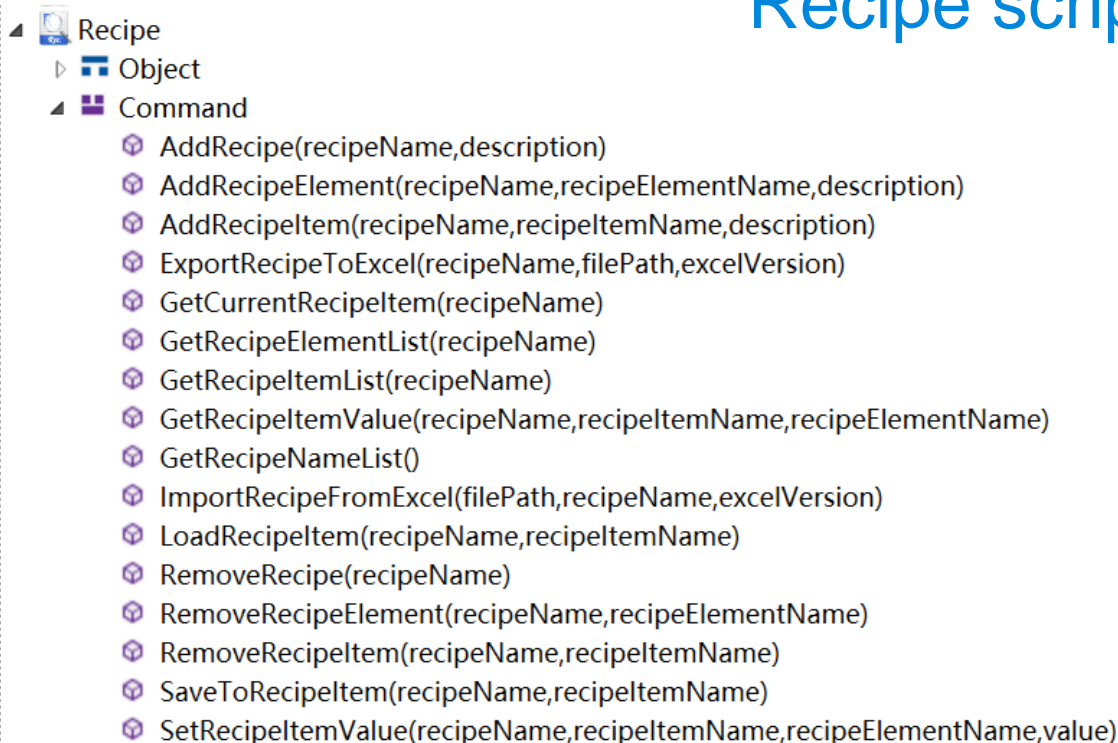 Recipe scrip
Recipe
Object
Command
AddRecipe(recipeName,description)
AddRecipeElement(recipeName,recipeElementName,description)
AddRecipeItem(recipeName,recipeItemName,description)
ExportRecipeToExcel(recipeName,filePath,excelVersion)
GetCurrentRecipeItem(recipeName)
GetRecipeElementList(recipeName)
GetRecipeItemList(recipeName)
GetRecipeItemValue(recipeName,recipeItemName,recipeElementName)
GetRecipeNameList()
ImportRecipeFromExcel(filePath,recipeName,excelVersion)
LoadRecipeItem(recipeName,recipeItemName)
RemoveRecipe(recipeName)
RemoveRecipeElement(recipeName,recipeElementName)
RemoveRecipeItem(recipeName,recipeItemName)
SaveToRecipeItem(recipeName,recipeItemName)
SetRecipeItemValue(recipeName,recipeItemName,recipeElementName,value)